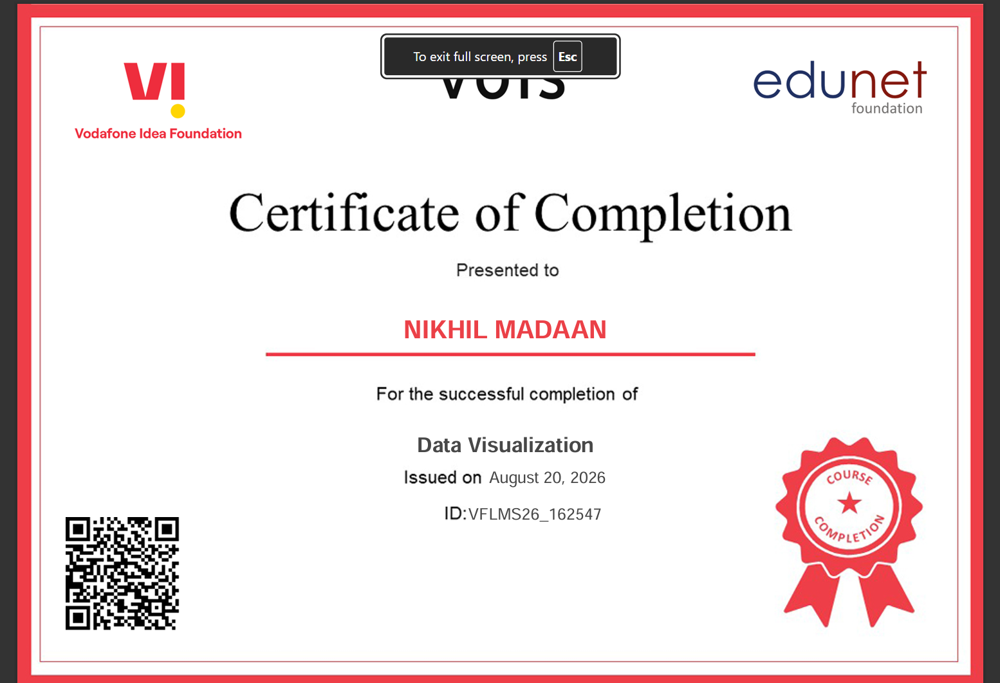 To exit full screen, press Esc
VI
Vodafone Idea Foundation
edunet
foundation
Certificate of Completion
Presented to
NIKHIL MADAAN
For the successful completion of
Data Visualization
Issued on August 20, 2026
ID:VFLMS26_162547
COURSE
COMPLETION